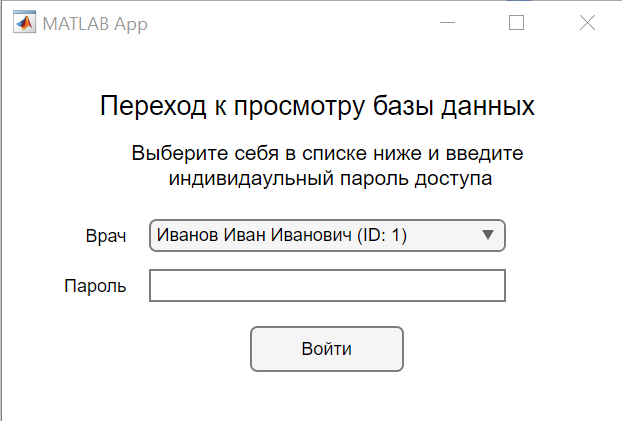 MATLAB App
Переход к просмотру базы данных
Выберите себя в списке ниже и введите
индивидаульный пароль доступа
Врач Иванов Иван Иванович (ID: 1)
Пароль
Войти